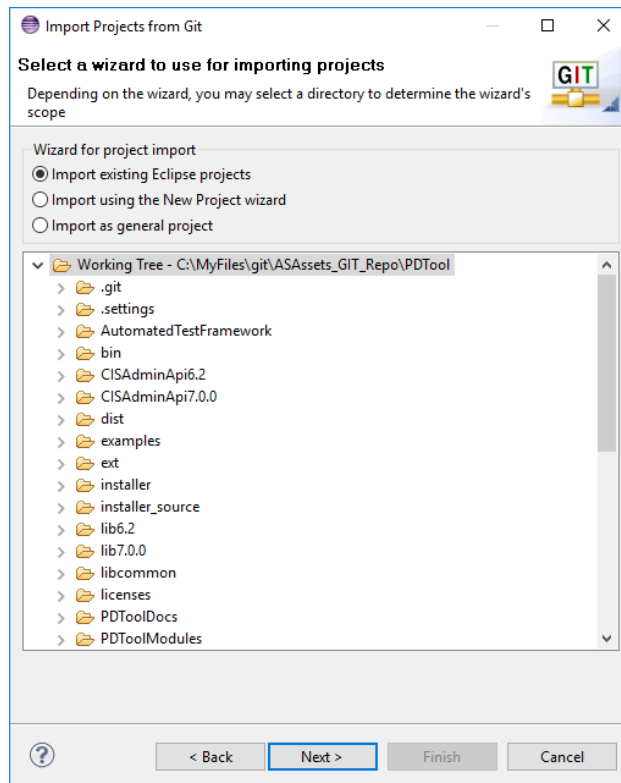 Import Projects from Git
Select a wizard to use for importing projects
GIT
Depending on the wizard, you may select a directory to determine the wizard's
scope
Wizard for project import
Import existing Eclipse projects
Import using the New Project wizard
Import as general project
Working Tree - C:\MyFiles\git\ASAssets_GIT_Repo\PDTool
.git
.settings
AutomatedTestFramework
bin
CISAdminApi6.2
CISAdminApi7.0.0
dist
examples
ext
installer
installer_source
lib6.2
lib7.0.0
libcommon
licenses
PDToolDocs
PDToolModules
? < Back Next > Finish Cancel